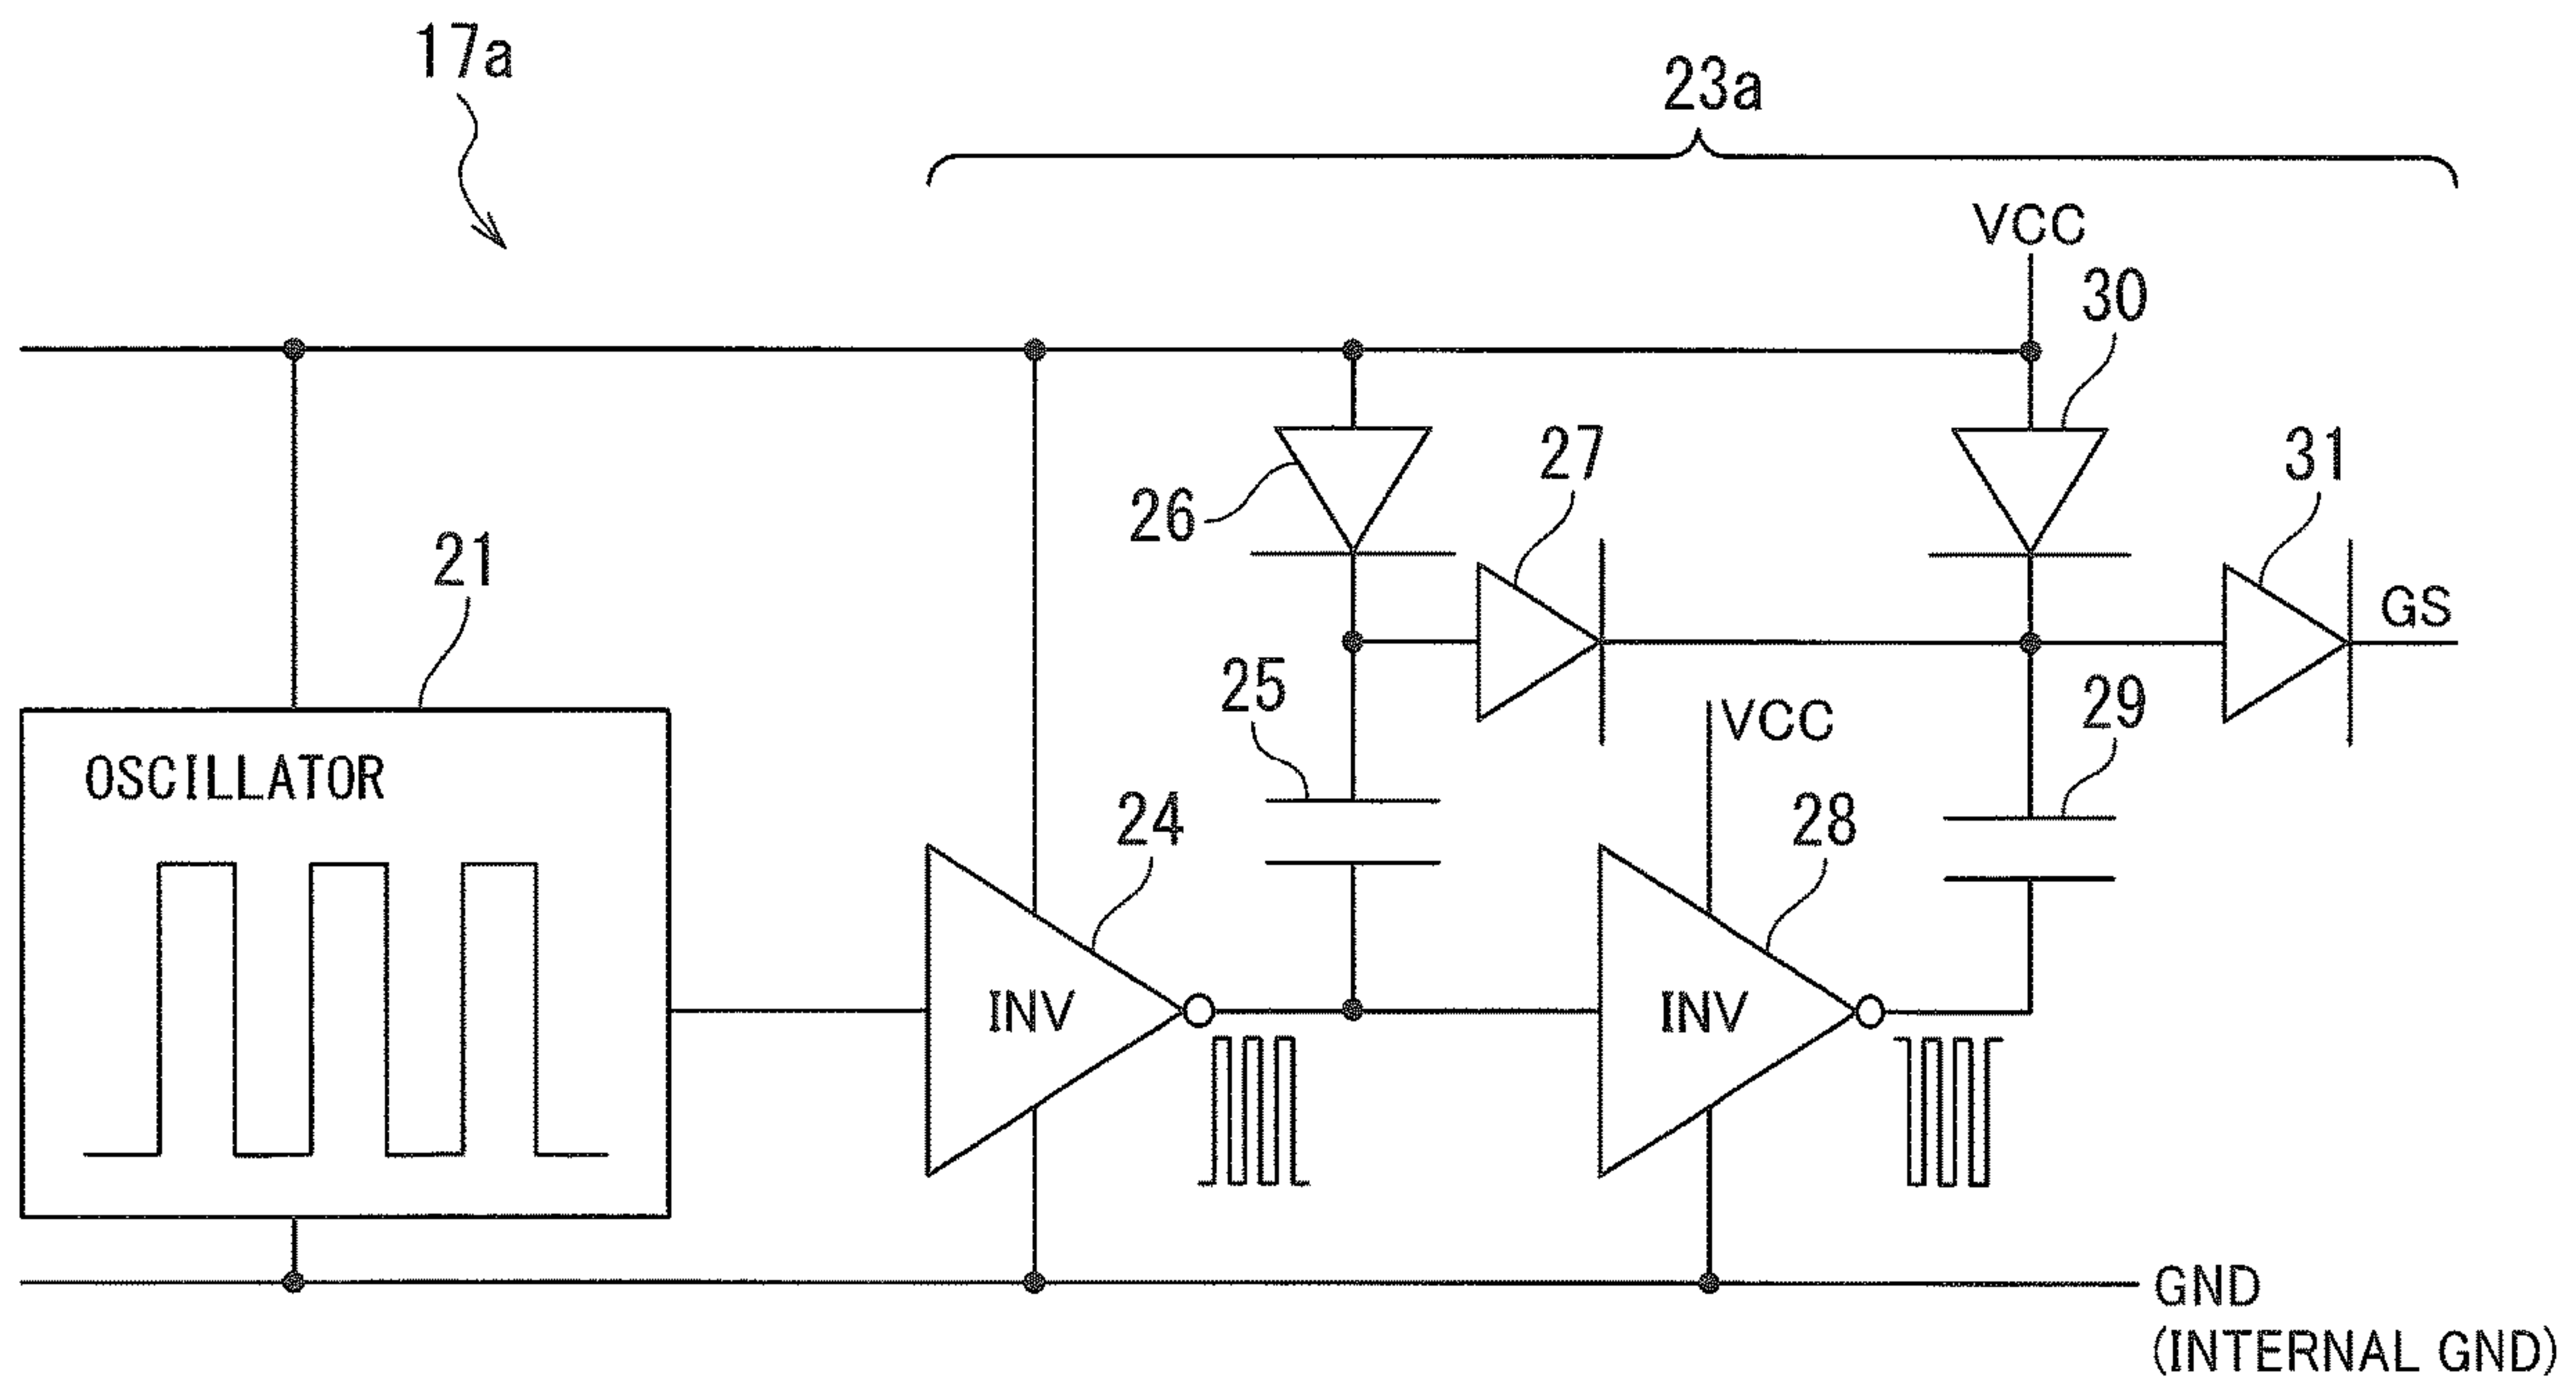 17a
23a
VCC
30
27
31
26
21
GS
25
VCC
29
OSCILLATOR
24
28
INV
INV
GND
(INTERNAL GND)